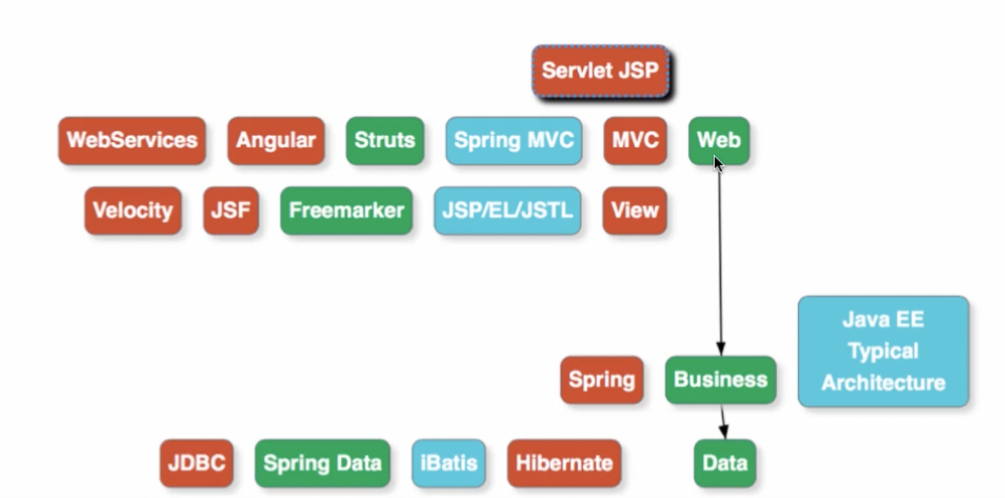 Servlet JSP
WebServices
Angular
Struts
Spring MVC
MVC
Web
Velocity
JSF
Freemarker
JSP/EL/JSTL
View
Java EE
Typical
Architecture
Spring
Business
JDBC
Spring Data
iBatis
Hibernate
Data